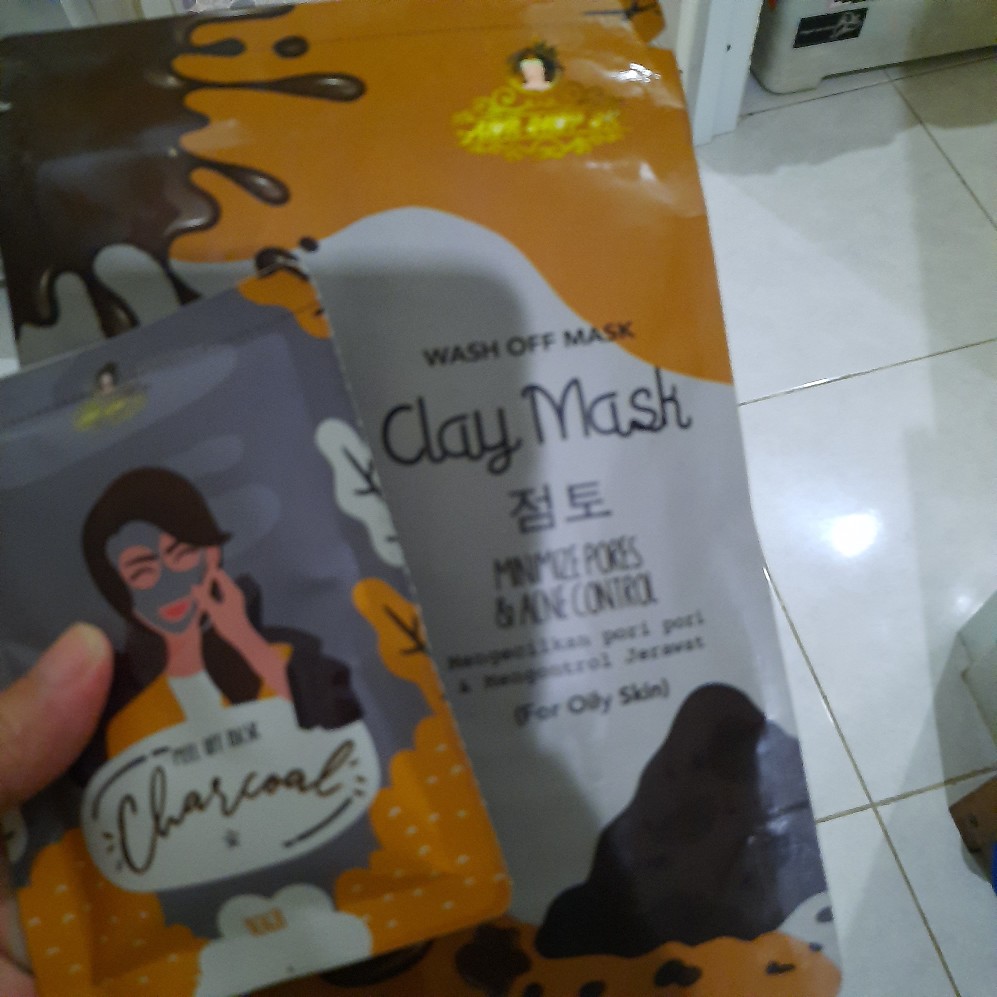 WASH OFF MASK
Clay Mask
점토
MINIMIZE PORES
& ACNE CONTROL
Mengecilkan pori pori
& Mengontrol Jerawat
(For Oily Skin)
PEEL OFF MASK
Charcoal